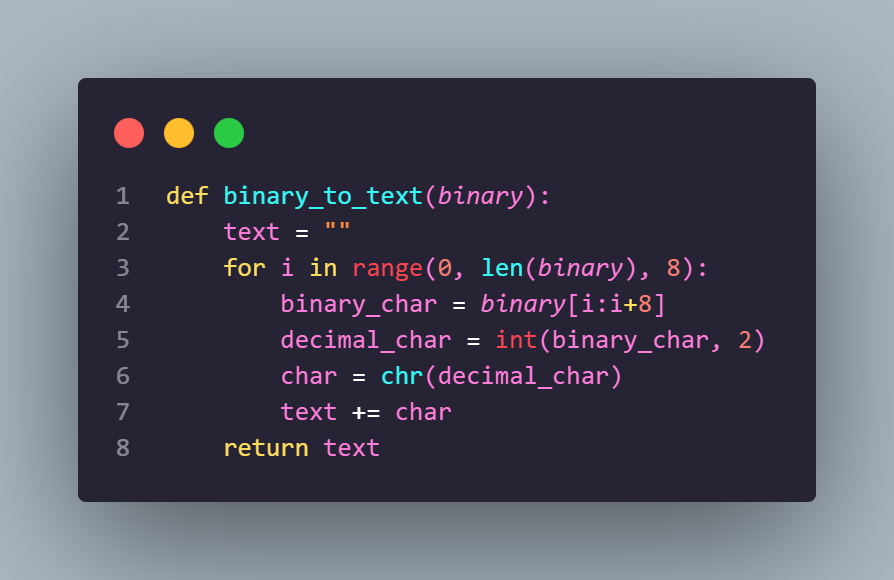 1 def binary_to_text(binary):
2     text = ""
3     for i in range(0, len(binary), 8):
4         binary_char = binary[i:i+8]
5         decimal_char = int(binary_char, 2)
6         char = chr(decimal_char)
7         text += char
8     return text